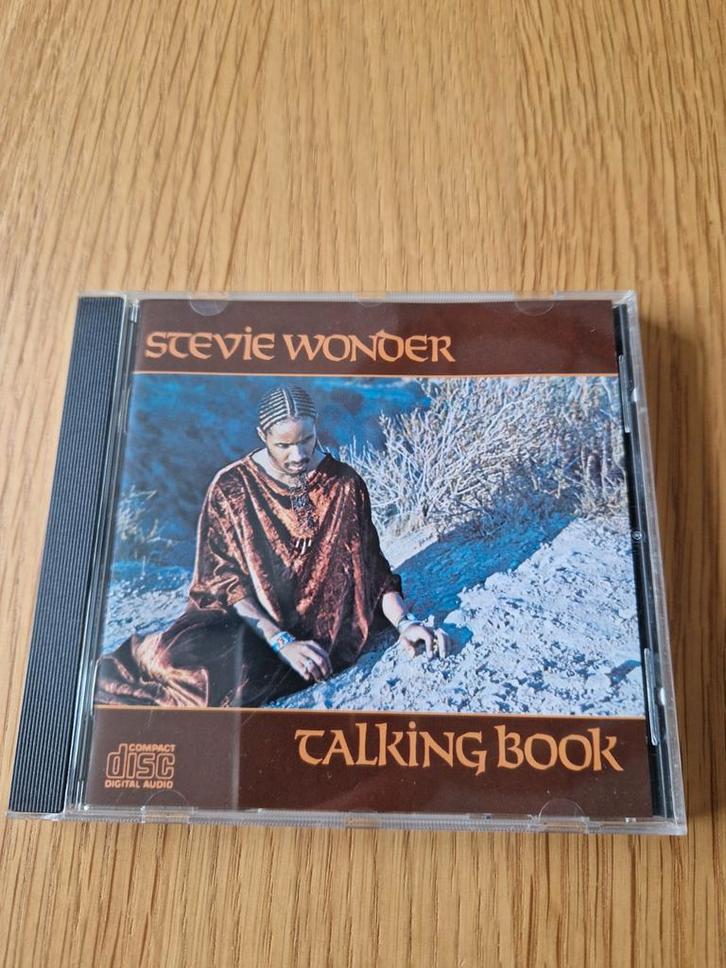 STEVIE WONDER
TALKING BOOK
COMPACT
disc
DIGITAL AUDIO